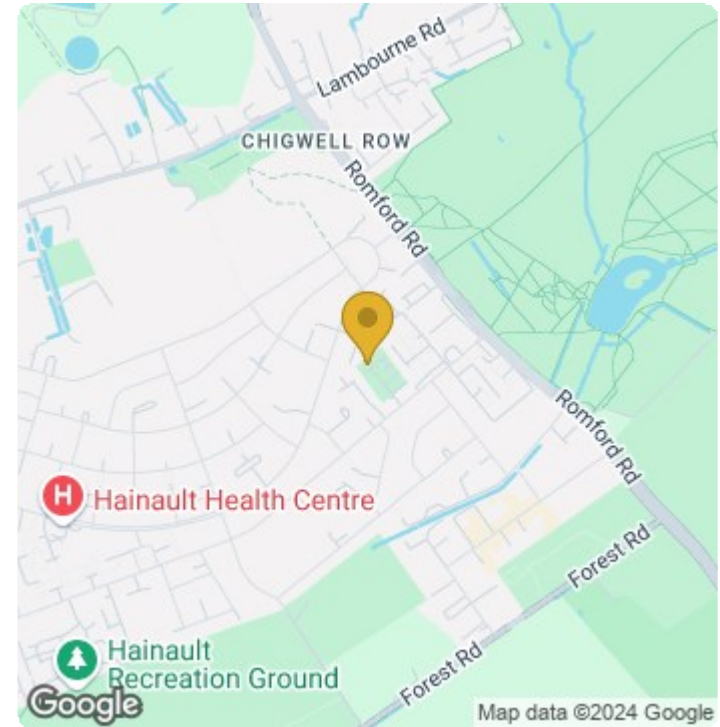 Lambourne Rd
CHIGWELL ROW
Romford Rd
Romford Rd
H
Hainault Health Centre
Forest Rd
Hainault
Recreation Ground
Forest Rd
Google
Map data ©2024 Google